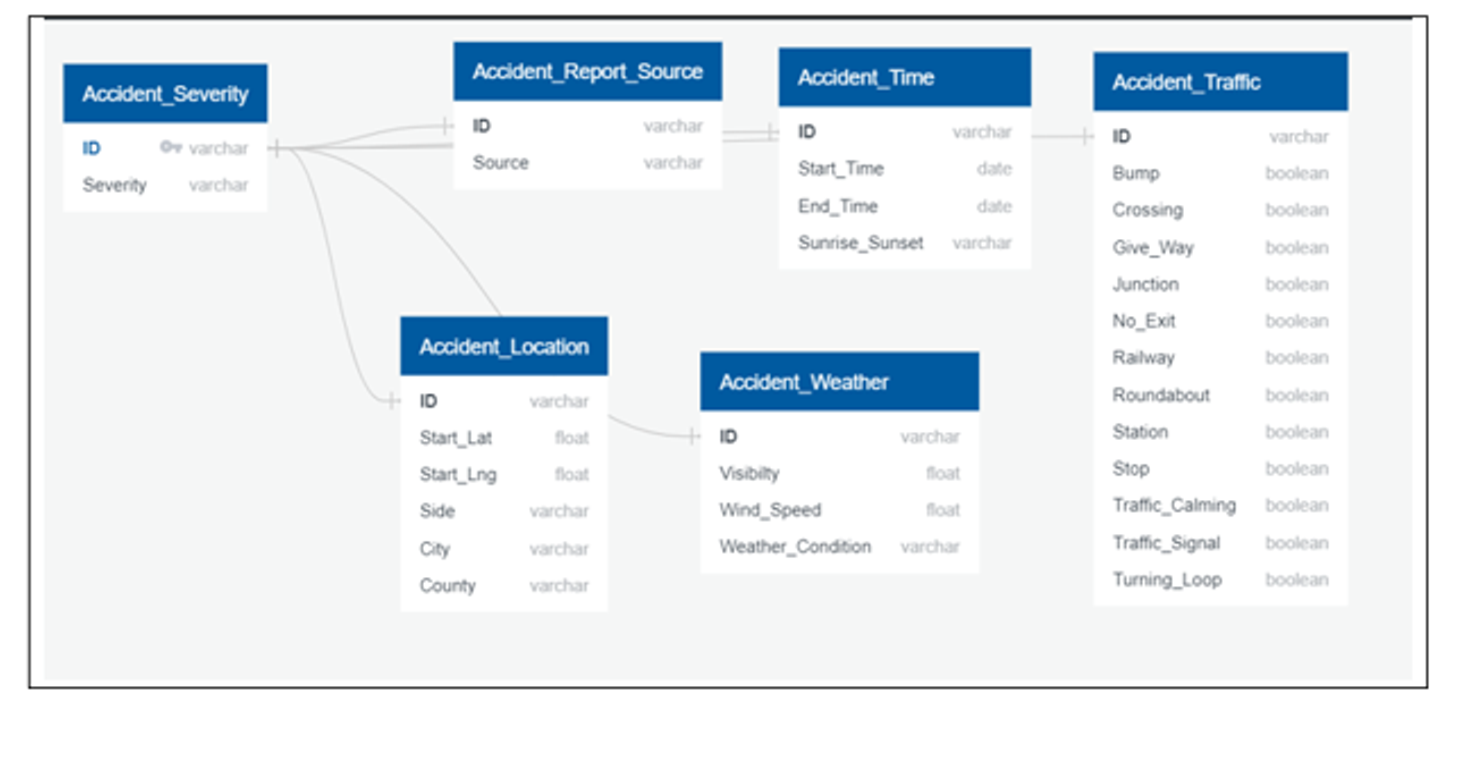 Accident_Severity
ID varchar
Severity varchar
Accident_Report_Source
ID varchar
Source varchar
Accident_Time
ID varchar
Start_Time date
End_Time date
Sunrise_Sunset varchar
Accident_Traffic
ID varchar
Bump boolean
Crossing boolean
Give_Way boolean
Junction boolean
No_Exit boolean
Railway boolean
Roundabout boolean
Station boolean
Stop boolean
Traffic_Calming boolean
Traffic_Signal boolean
Turning_Loop boolean
Accident_Location
ID varchar
Start_Lat float
Start_Lng float
Side varchar
City varchar
County varchar
Accident_Weather
ID varchar
Visibilty float
Wind_Speed float
Weather_Condition varchar